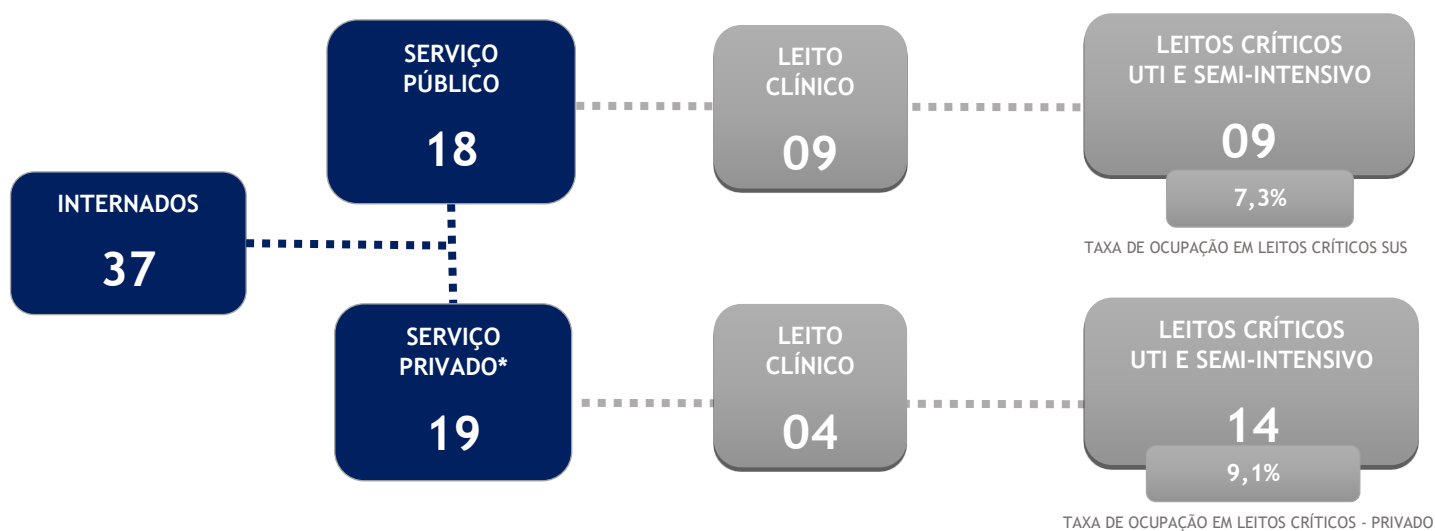 INTERNADOS
37
SERVIÇO
PÚBLICO
18
LEITO
CLÍNICO
09
LEITOS CRÍTICOS
UTI E SEMI-INTENSIVO
09
7,3%
TAXA DE OCUPAÇÃO EM LEITOS CRÍTICOS SUS
SERVIÇO
PRIVADO*
19
LEITO
CLÍNICO
04
LEITOS CRÍTICOS
UTI E SEMI-INTENSIVO
14
9,1%
TAXA DE OCUPAÇÃO EM LEITOS CRÍTICOS - PRIVADO